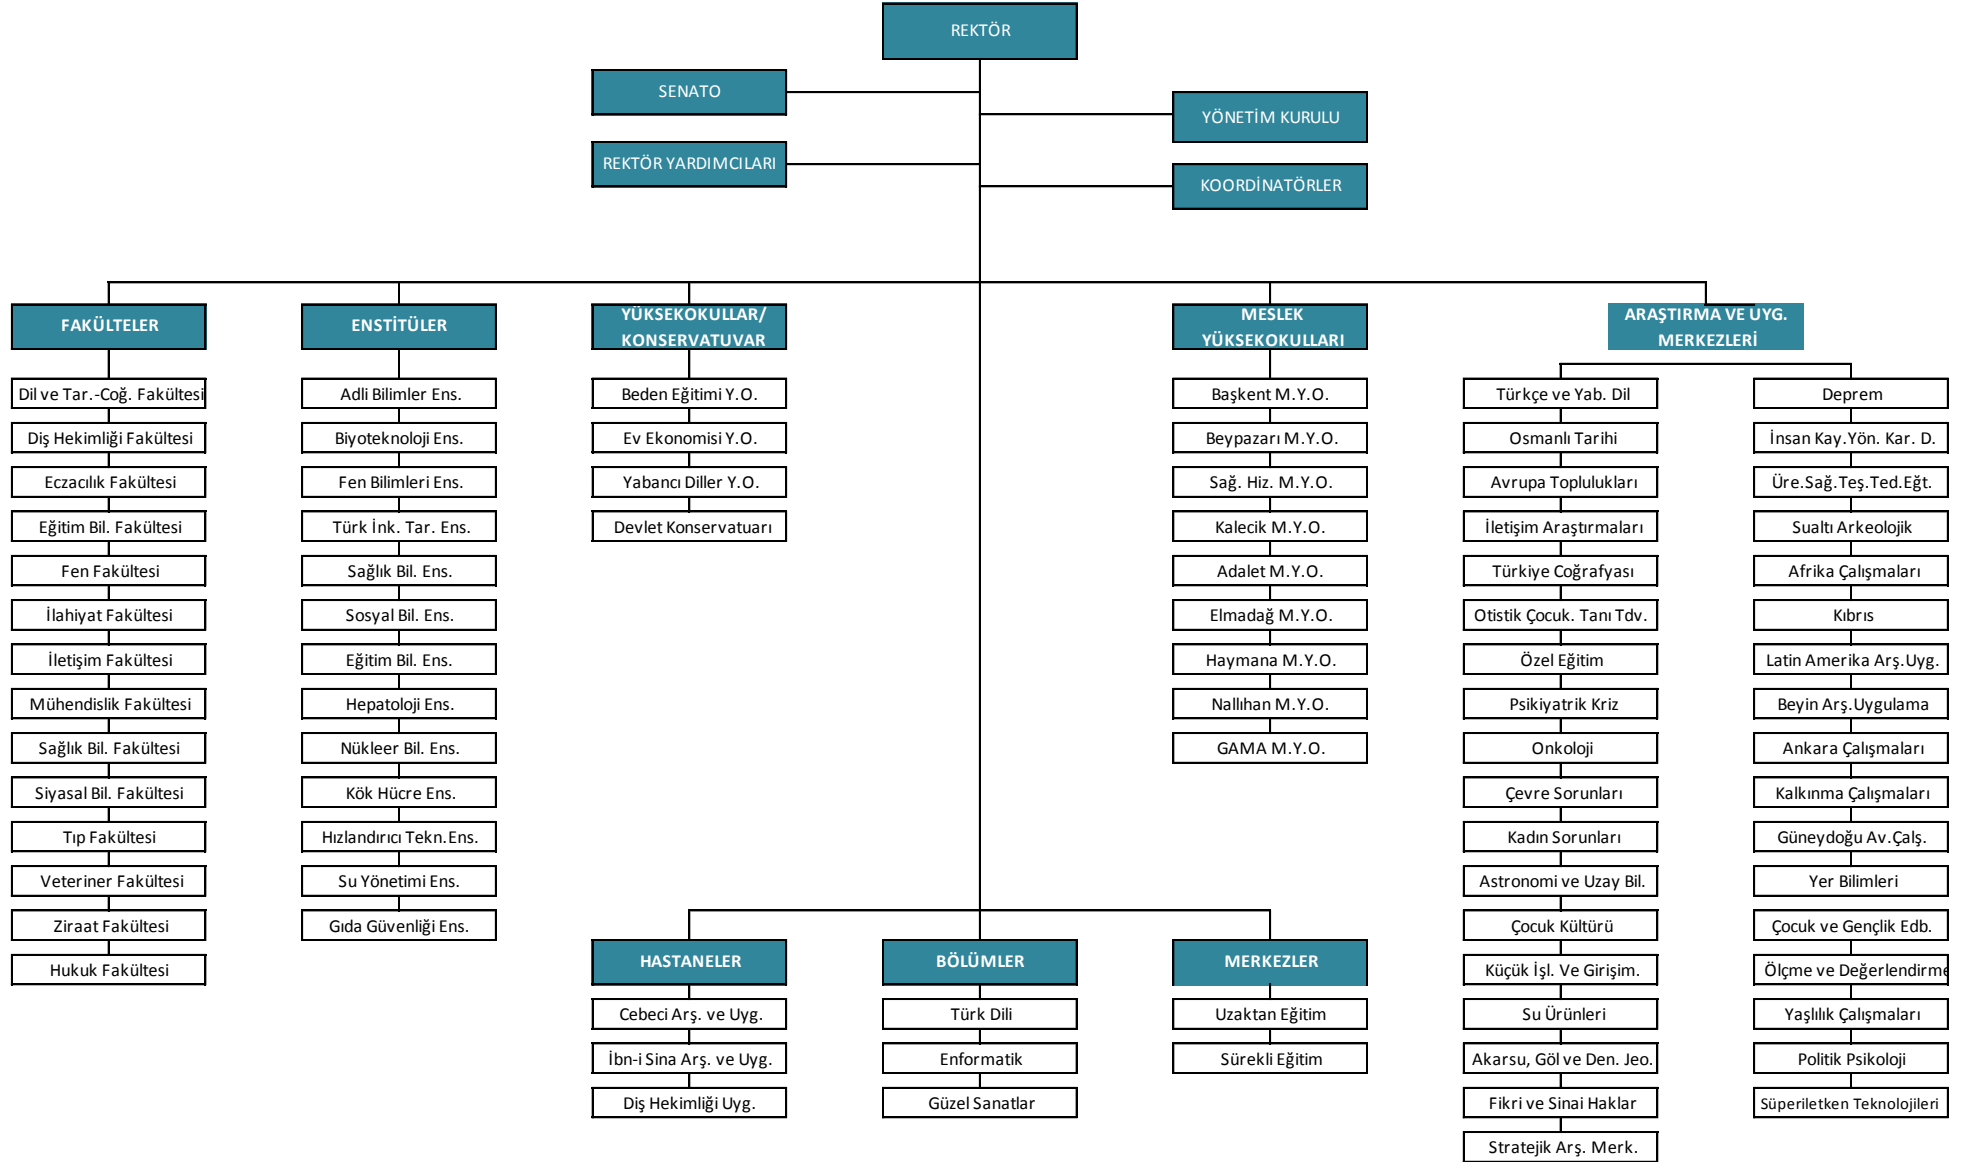 REKTÖR
SENATO
YÖNETİM KURULU
REKTÖR YARDIMCILARI
KOORDİNATÖRLER
FAKÜLTELER
Dil ve Tar.-Coğ. Fakültesi
Diş Hekimliği Fakültesi
Eczacılık Fakültesi
Eğitim Bil. Fakültesi
Fen Fakültesi
İlahiyat Fakültesi
İletişim Fakültesi
Mühendislik Fakültesi
Sağlık Bil. Fakültesi
Siyasal Bil. Fakültesi
Tıp Fakültesi
Veteriner Fakültesi
Ziraat Fakültesi
Hukuk Fakültesi
ENSTİTÜLER
Adli Bilimler Ens.
Biyoteknoloji Ens.
Fen Bilimleri Ens.
Türk İnk. Tar. Ens.
Sağlık Bil. Ens.
Sosyal Bil. Ens.
Eğitim Bil. Ens.
Hepatoloji Ens.
Nükleer Bil. Ens.
Kök Hücre Ens.
Hızlandırıcı Tekn.Ens.
Su Yönetimi Ens.
Gıda Güvenliği Ens.
YÜKSEKOKULLAR/
KONSERVATUVAR
Beden Eğitimi Y.O.
Ev Ekonomisi Y.O.
Yabancı Diller Y.O.
Devlet Konservatuarı
MESLEK
YÜKSEKOKULLARI
Başkent M.Y.O.
Beypazarı M.Y.O.
Sağ. Hiz. M.Y.O.
Kalecik M.Y.O.
Adalet M.Y.O.
Elmadağ M.Y.O.
Haymana M.Y.O.
Nallıhan M.Y.O.
GAMA M.Y.O.
ARAŞTIRMA VE UYG.
MERKEZLERİ
Türkçe ve Yab. Dil
Osmanlı Tarihi
Avrupa Toplulukları
İletişim Araştırmaları
Türkiye Coğrafyası
Otistik Çocuk. Tanı Tdv.
Özel Eğitim
Psikiyatrik Kriz
Onkoloji
Çevre Sorunları
Kadın Sorunları
Astronomi ve Uzay Bil.
Çocuk Kültürü
Küçük İşl. Ve Girişim.
Su Ürünleri
Akarsu, Göl ve Den. Jeo.
Fikri ve Sinai Haklar
Stratejik Arş. Merk.
Deprem
İnsan Kay.Yön. Kar. D.
Üre.Sağ.Teş.Ted.Eğt.
Sualtı Arkeolojik
Afrika Çalışmaları
Kıbrıs
Latin Amerika Arş.Uyg.
Beyin Arş.Uygulama
Ankara Çalışmaları
Kalkınma Çalışmaları
Güneydoğu Av.Çalş.
Yer Bilimleri
Çocuk ve Gençlik Edb.
Ölçme ve Değerlendirme
Yaşlılık Çalışmaları
Politik Psikoloji
Süperiletken Teknolojileri
HASTANELER
Cebeci Arş. ve Uyg.
İbn-i Sina Arş. ve Uyg.
Diş Hekimliği Uyg.
BÖLÜMLER
Türk Dili
Enformatik
Güzel Sanatlar
MERKEZLER
Uzaktan Eğitim
Sürekli Eğitim